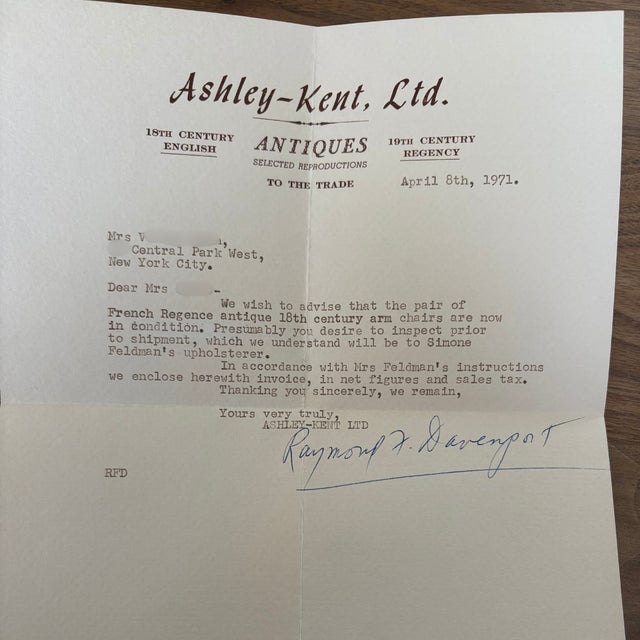 Ashley-Kent, Ltd.
18TH CENTURY
ENGLISH
ANTIQUES
SELECTED REPRODUCTIONS
TO THE TRADE
19TH CENTURY
REGENCY
April 8th, 1971.
Mrs V
Central Park West,
New York City.
Dear Mrs
We wish to advise that the pair of
French Regence antique 18th century arm chairs are now
in condition. Presumably you desire to inspect prior
to shipment, which we understand will be to Simone
Feldman's upholsterer.
In accordance with Mrs Feldman's instructions
we enclose herewith invoice, in net figures and sales tax.
Thanking you sincerely, we remain,
Yours very truly,
ASHLEY-KENT LTD
Raymond F. Davenport
RFD